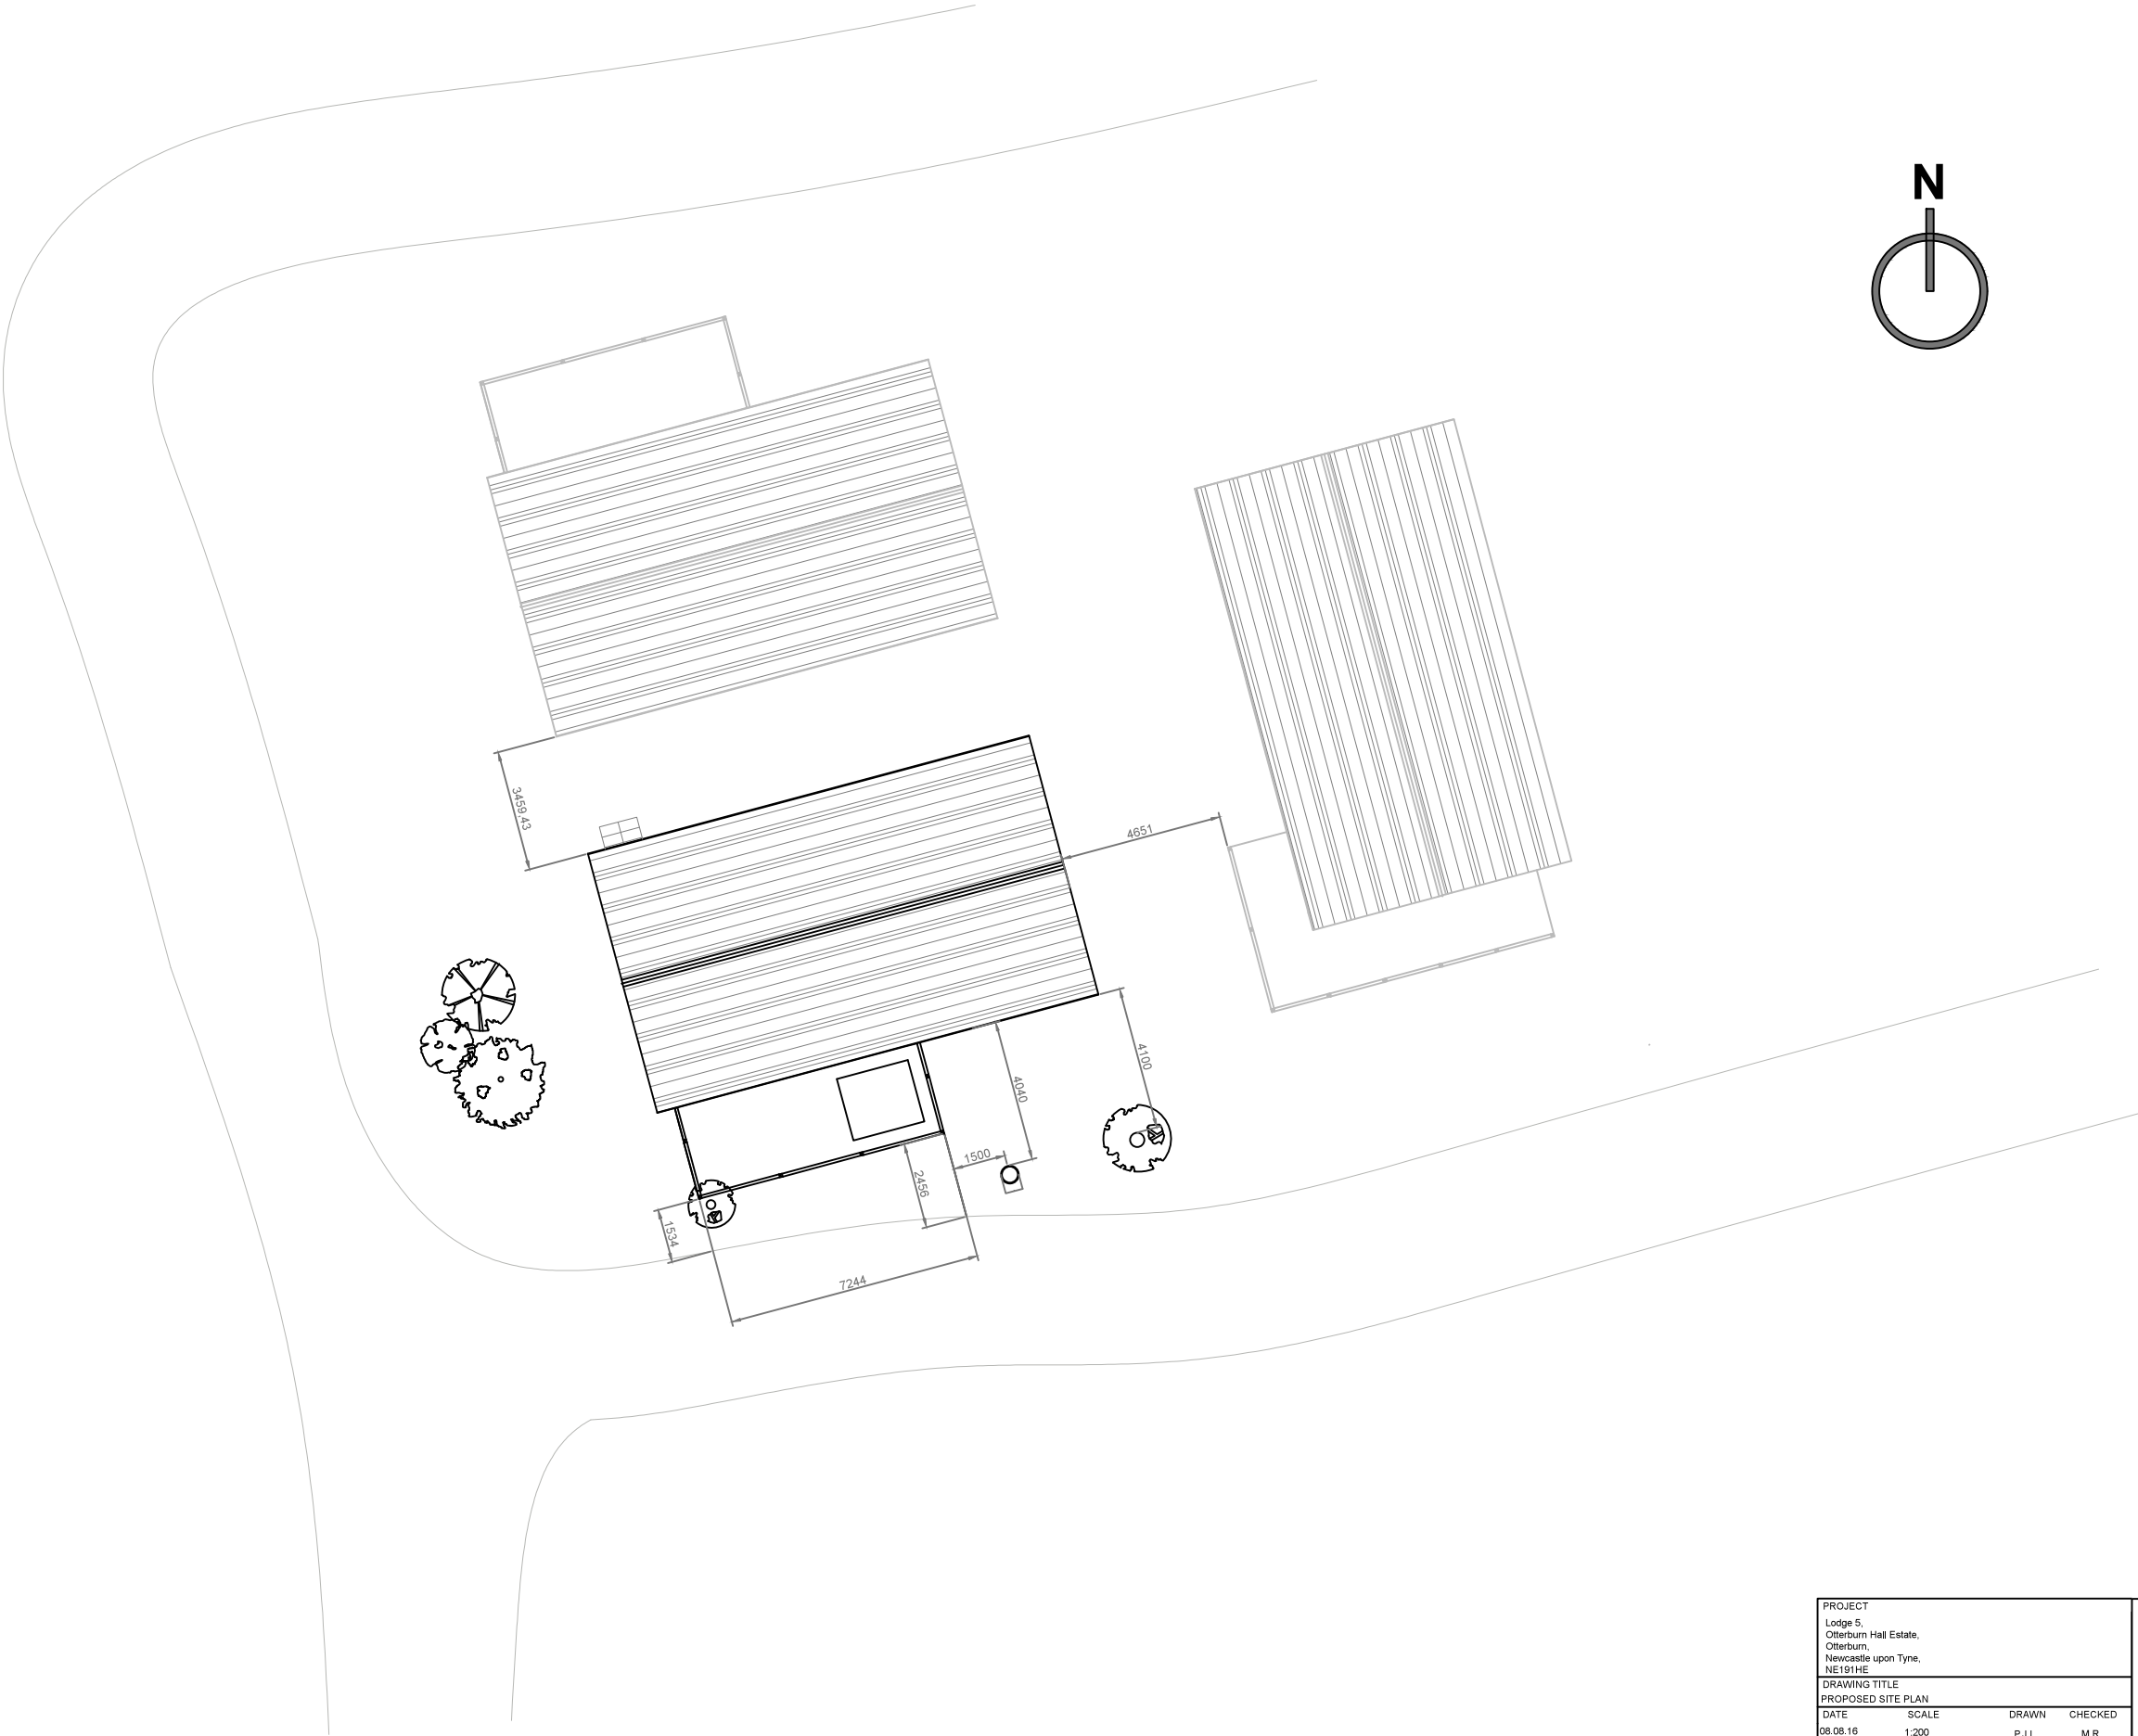 N
3459,43
4651
4100
4040
1500
2456
1534
7244
PROJECT
Lodge 5,
Otterburn Hall Estate,
Otterburn,
Newcastle upon Tyne,
NE191HE
DRAWING TITLE
PROPOSED SITE PLAN
DATE SCALE DRAWN CHECKED
08.08.16 1:200 M.R